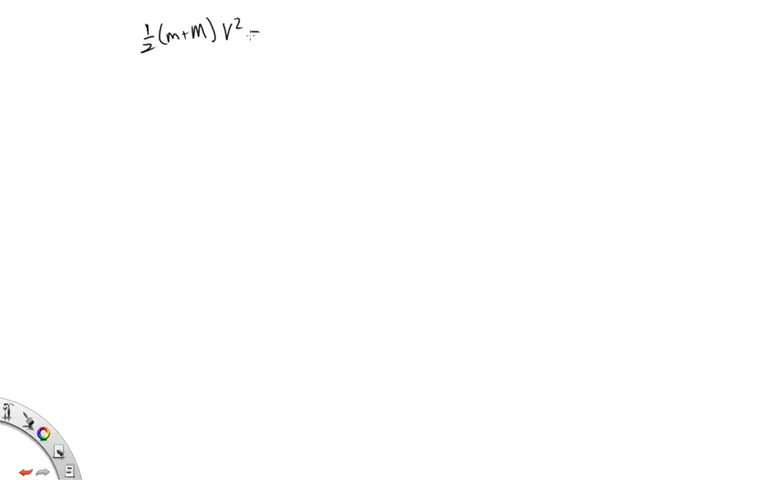 ½(m+M) V² =